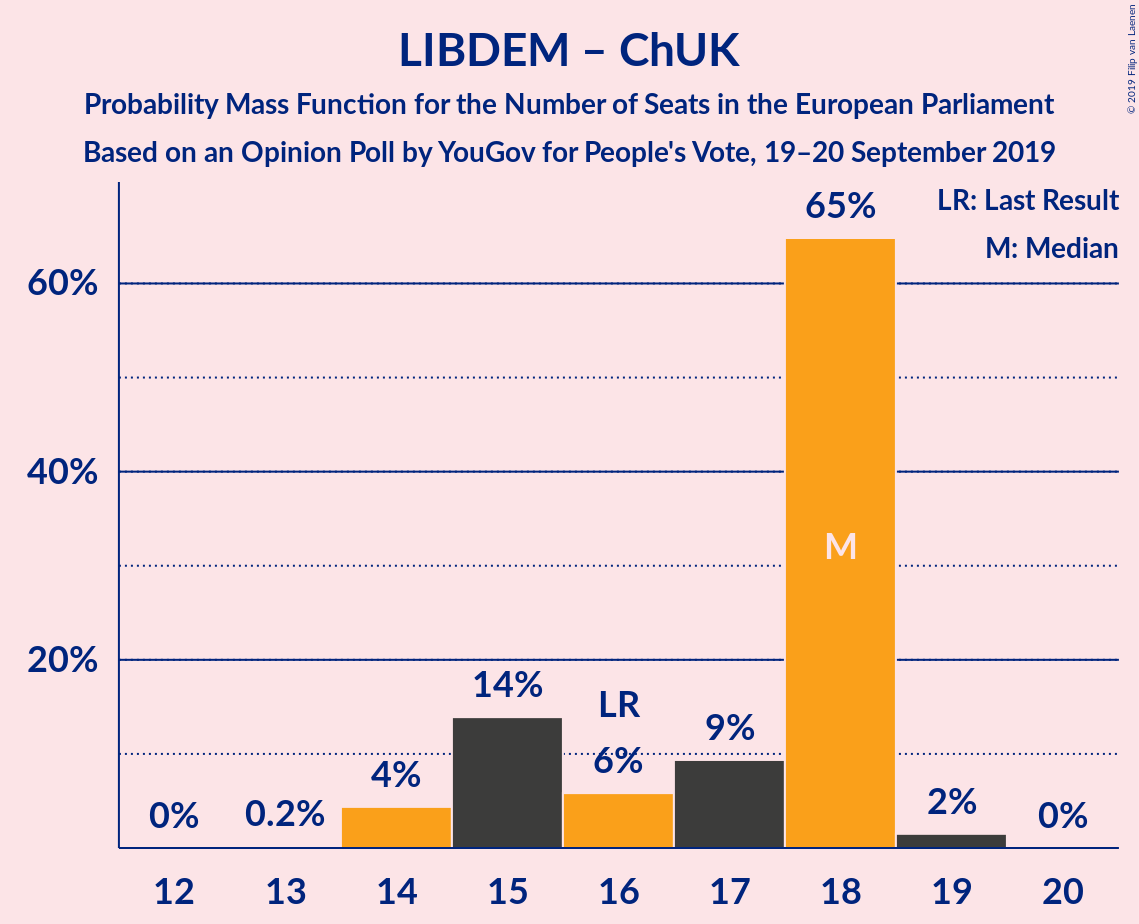 LIBDEM – ChUK
Probability Mass Function for the Number of Seats in the European Parliament
Based on an Opinion Poll by YouGov for People's Vote, 19–20 September 2019
© 2019 Filip van Laenen
LR: Last Result
M: Median
60%
40%
20%
0%
0.2%
4%
14%
LR
6%
9%
65%
M
2%
0%
12 13 14 15 16 17 18 19 20